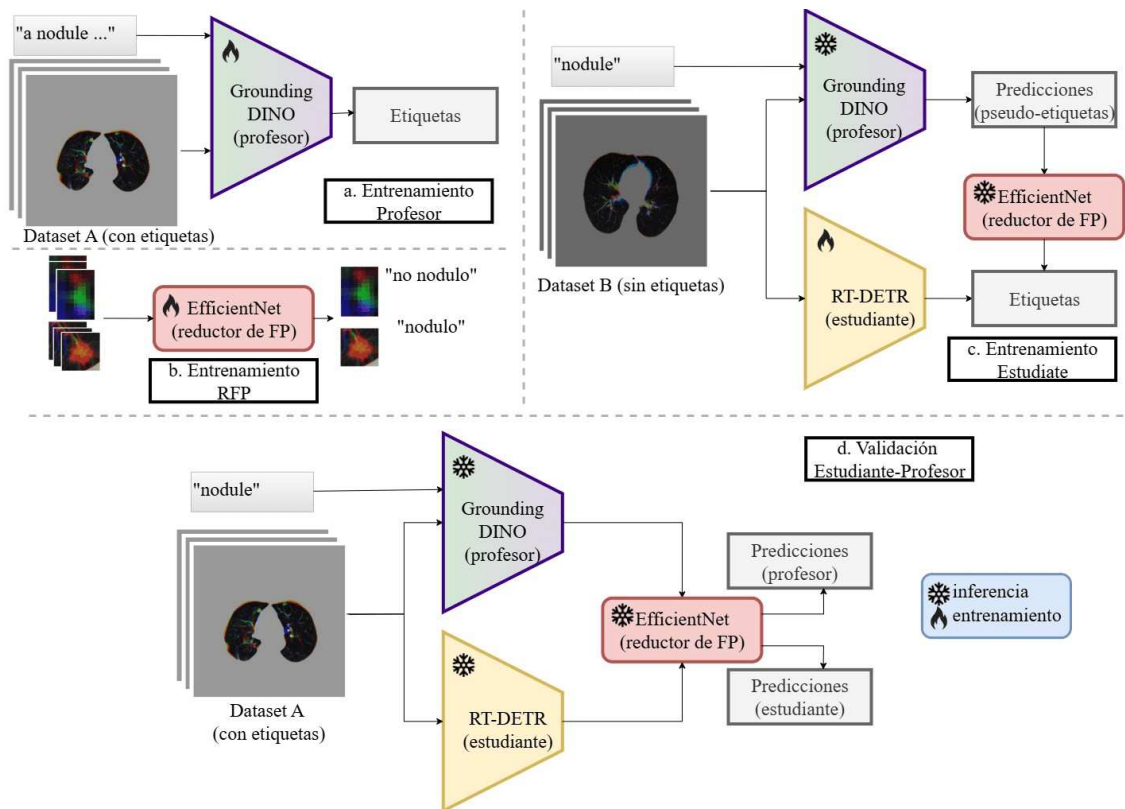 "a nodule ..."
Grounding
DINO
(profesor)
Etiquetas
a. Entrenamiento
Profesor
Dataset A (con etiquetas)
"no nodulo"
EfficientNet
(reductor de FP)
"nodulo"
b. Entrenamiento
RFP
"nodule"
Grounding
DINO
(profesor)
Predicciones
(pseudo-etiquetas)
EfficientNet
(reductor de FP)
Dataset B (sin etiquetas)
RT-DETR
(estudiante)
Etiquetas
c. Entrenamiento
Estudiate
d. Validación
Estudiante-Profesor
"nodule"
Grounding
DINO
(profesor)
Predicciones
(profesor)
EfficientNet
(reductor de FP)
inferencia
entrenamiento
Predicciones
(estudiante)
Dataset A
(con etiquetas)
RT-DETR
(estudiante)